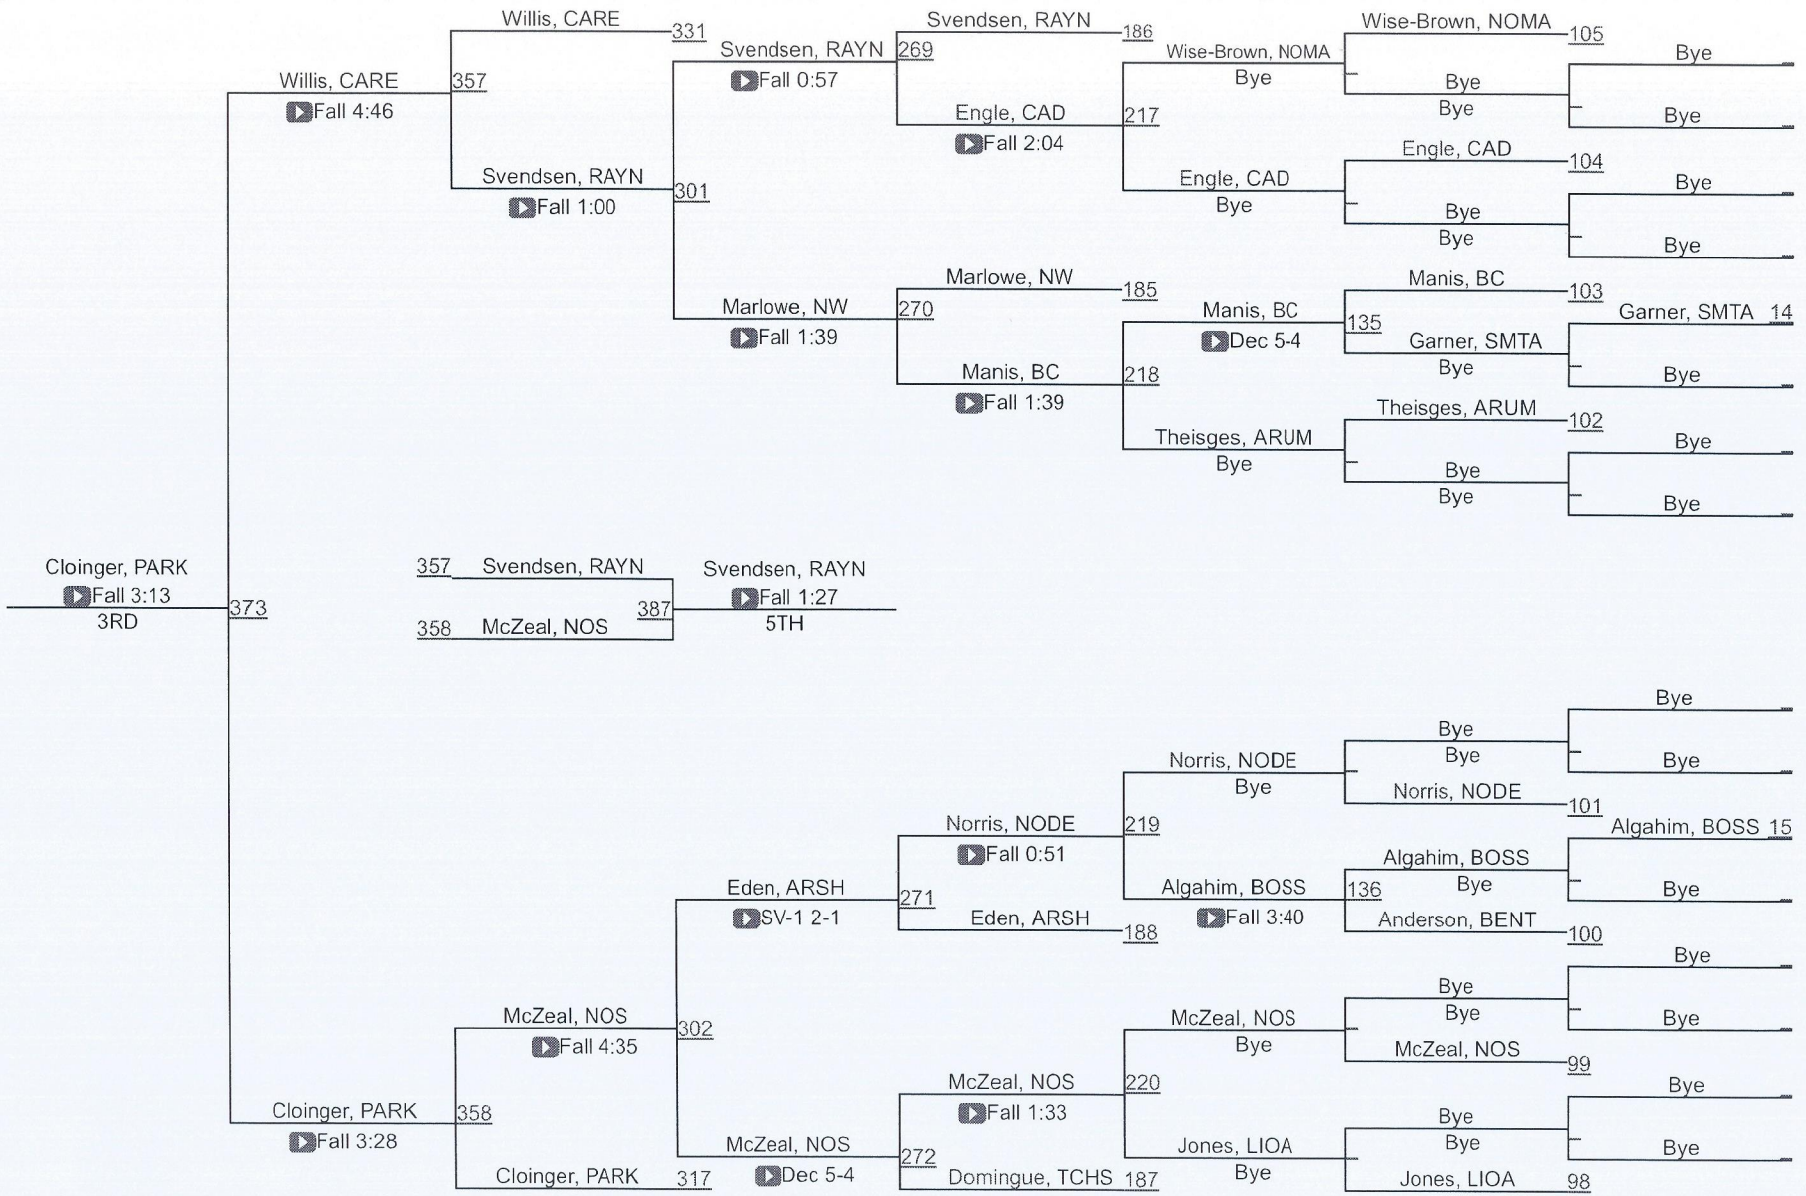 Willis, CARE
331
Svendsen, RAYN
186
Wise-Brown, NOMA
105
Bye
Svendsen, RAYN
269
Wise-Brown, NOMA
Bye
Willis, CARE
357
Fall 0:57
Bye
Bye
Fall 4:46
Engle, CAD
217
Bye
Fall 2:04
Engle, CAD
104
Svendsen, RAYN
301
Engle, CAD
Bye
Fall 1:00
Bye
Bye
Bye
Bye
Marlowe, NW
185
Manis, BC
103
Marlowe, NW
270
Manis, BC
135
Garner, SMTA 14
Fall 1:39
Dec 5-4
Garner, SMTA
Bye
Manis, BC
218
Bye
Fall 1:39
Theisges, ARUM
102
Theisges, ARUM
Bye
Bye
Bye
Bye
Bye
Cloinger, PARK
357
Svendsen, RAYN
Svendsen, RAYN
Fall 3:13
373
387
Fall 1:27
3RD
358
McZeal, NOS
5TH
Bye
Bye
Bye
Norris, NODE
Bye
Bye
Norris, NODE
101
Norris, NODE
219
Algahim, BOSS 15
Fall 0:51
Algahim, BOSS
Bye
Eden, ARSH
271
Algahim, BOSS
136
Bye
SV-1 2-1
Eden, ARSH
188
Fall 3:40
Anderson, BENT
100
Bye
Bye
Bye
McZeal, NOS
302
McZeal, NOS
Bye
Bye
Fall 4:35
McZeal, NOS
99
McZeal, NOS
220
Bye
Cloinger, PARK
358
Fall 1:33
Bye
Bye
Fall 3:28
McZeal, NOS
272
Jones, LIOA
Bye
Bye
Cloinger, PARK
317
Dec 5-4
Domingue, TCHS 187
Jones, LIOA
98